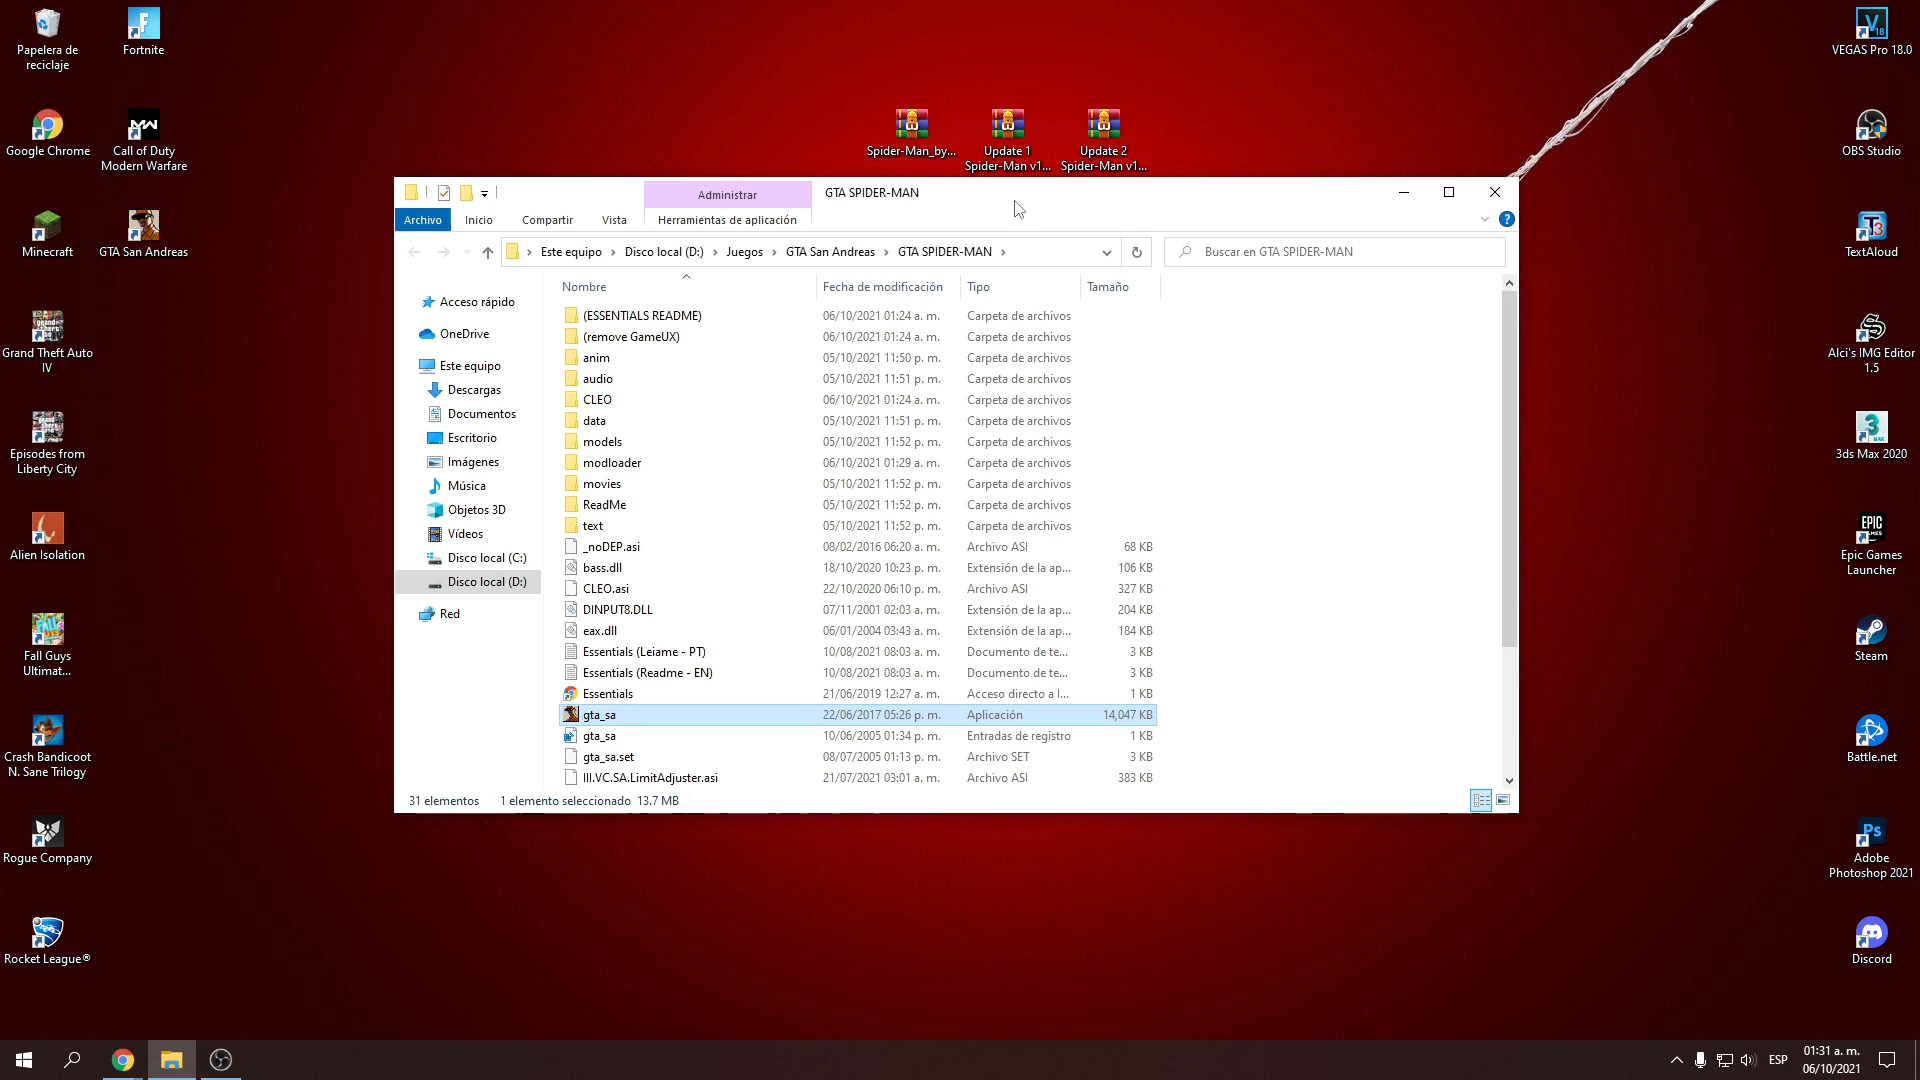 Papelera de
reciclaje
Fortnite
Google Chrome
Call of Duty
Modern Warfare
Minecraft
GTA San Andreas
Grand Theft Auto
IV
Episodes from
Liberty City
Alien Isolation
Fall Guys
Ultimat...
Crash Bandicoot
N. Sane Trilogy
Rogue Company
Rocket League®
Spider-Man_by...
Update 1
Spider-Man v1...
Update 2
Spider-Man v1...
Administrar
GTA SPIDER-MAN
Archivo
Inicio
Compartir
Vista
Herramientas de aplicación
Este equipo › Disco local (D:) › Juegos › GTA San Andreas › GTA SPIDER-MAN ›
Buscar en GTA SPIDER-MAN
Acceso rápido
OneDrive
Este equipo
Descargas
Documentos
Escritorio
Imágenes
Música
Objetos 3D
Vídeos
Disco local (C:)
Disco local (D:)
Red
Nombre Fecha de modificación Tipo Tamaño
(ESSENTIALS README) 06/10/2021 01:24 a. m. Carpeta de archivos
(remove GameUX) 06/10/2021 01:24 a. m. Carpeta de archivos
anim 05/10/2021 11:50 p. m. Carpeta de archivos
audio 05/10/2021 11:51 p. m. Carpeta de archivos
CLEO 06/10/2021 01:24 a. m. Carpeta de archivos
data 05/10/2021 11:51 p. m. Carpeta de archivos
models 05/10/2021 11:52 p. m. Carpeta de archivos
modloader 06/10/2021 01:29 a. m. Carpeta de archivos
movies 05/10/2021 11:52 p. m. Carpeta de archivos
ReadMe 05/10/2021 11:52 p. m. Carpeta de archivos
text 05/10/2021 11:52 p. m. Carpeta de archivos
_noDEP.asi 08/02/2016 06:20 a. m. Archivo ASI 68 KB
bass.dll 18/10/2020 10:23 p. m. Extensión de la ap... 106 KB
CLEO.asi 22/10/2020 06:10 p. m. Archivo ASI 327 KB
DINPUT8.DLL 07/11/2001 02:03 a. m. Extensión de la ap... 204 KB
eax.dll 06/01/2004 03:43 a. m. Extensión de la ap... 184 KB
Essentials (Leiame - PT) 10/08/2021 08:03 a. m. Documento de te... 3 KB
Essentials (Readme - EN) 10/08/2021 08:03 a. m. Documento de te... 3 KB
Essentials 21/06/2019 12:27 a. m. Acceso directo a I... 1 KB
gta_sa 22/06/2017 05:26 p. m. Aplicación 14,047 KB
gta_sa 10/06/2005 01:34 p. m. Entradas de registro 1 KB
gta_sa.set 08/07/2005 01:13 p. m. Archivo SET 3 KB
III.VC.SA.LimitAdjuster.asi 21/07/2021 03:01 a. m. Archivo ASI 383 KB
31 elementos 1 elemento seleccionado 13.7 MB
VEGAS Pro 18.0
OBS Studio
TextAloud
Alci's IMG Editor
1.5
3ds Max 2020
Epic Games
Launcher
Steam
Battle.net
Adobe
Photoshop 2021
Discord
ESP
01:31 a. m.
06/10/2021